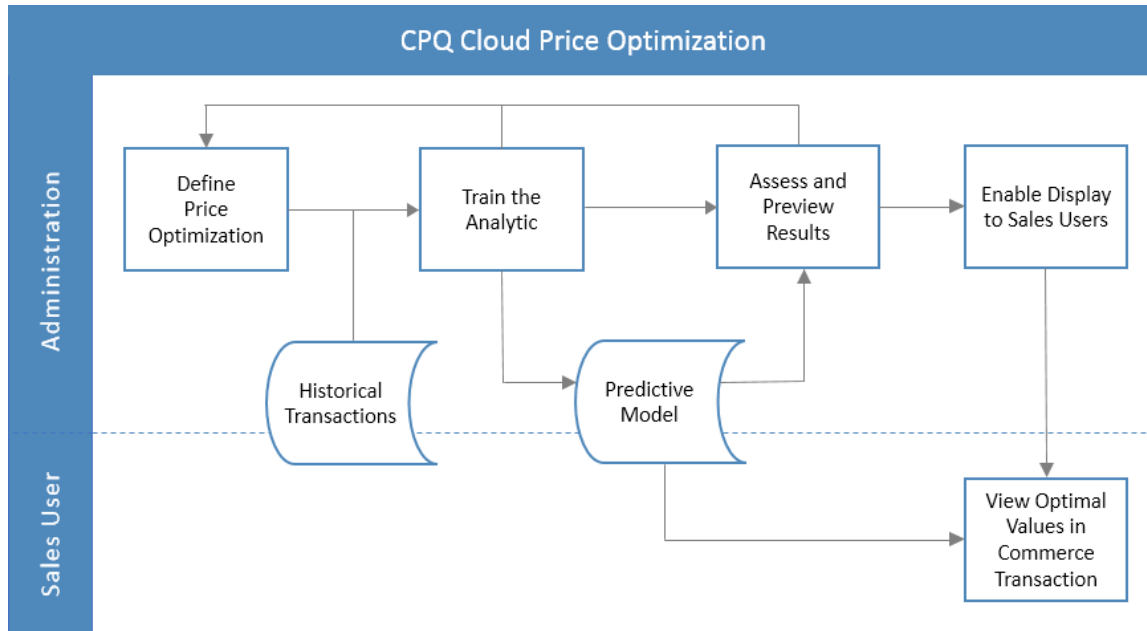 CPQ Cloud Price Optimization
Administration
Define
Price
Optimization
Train the
Analytic
Assess and
Preview
Results
Enable Display
to Sales Users
Historical
Transactions
Predictive
Model
Sales User
View Optimal
Values in
Commerce
Transaction